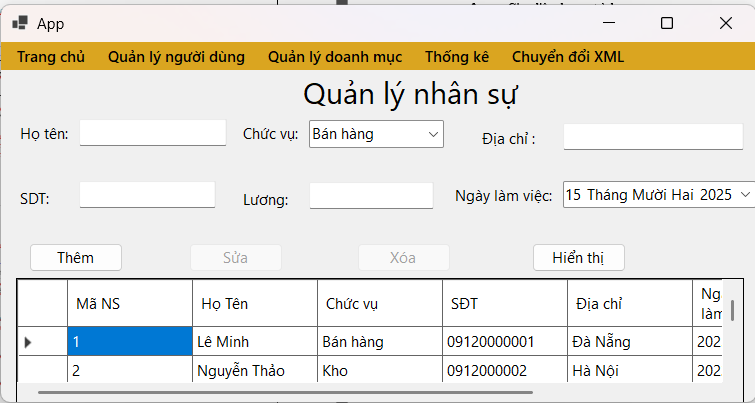 App
Trang chủ Quản lý người dùng Quản lý doanh mục Thống kê Chuyển đổi XML
Quản lý nhân sự
Họ tên: Chức vụ: Bán hàng Địa chỉ :
SDT: Lương: Ngày làm việc: 15 Tháng Mười Hai 2025
Thêm Sửa Xóa Hiển thị
Mã NS Họ Tên Chức vụ SĐT Địa chỉ
1 Lê Minh Bán hàng 09120000001 Đà Nẵng 202
2 Nguyễn Thảo Kho 0912000002 Hà Nội 202